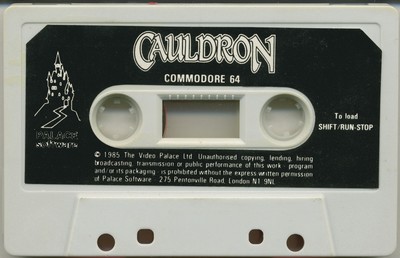 CAULDRON
COMMODORE 64
PALACE
SOFTWARE
To load
SHIFT/RUN-STOP
© 1985 The Video Palace Ltd. Unauthorised copying, lending, hiring
broadcasting, transmission or public performance of this work - program
and/or its packaging - is prohibited without the express written permission
of Palace Software - 275 Pentonville Road, London N1 9NL